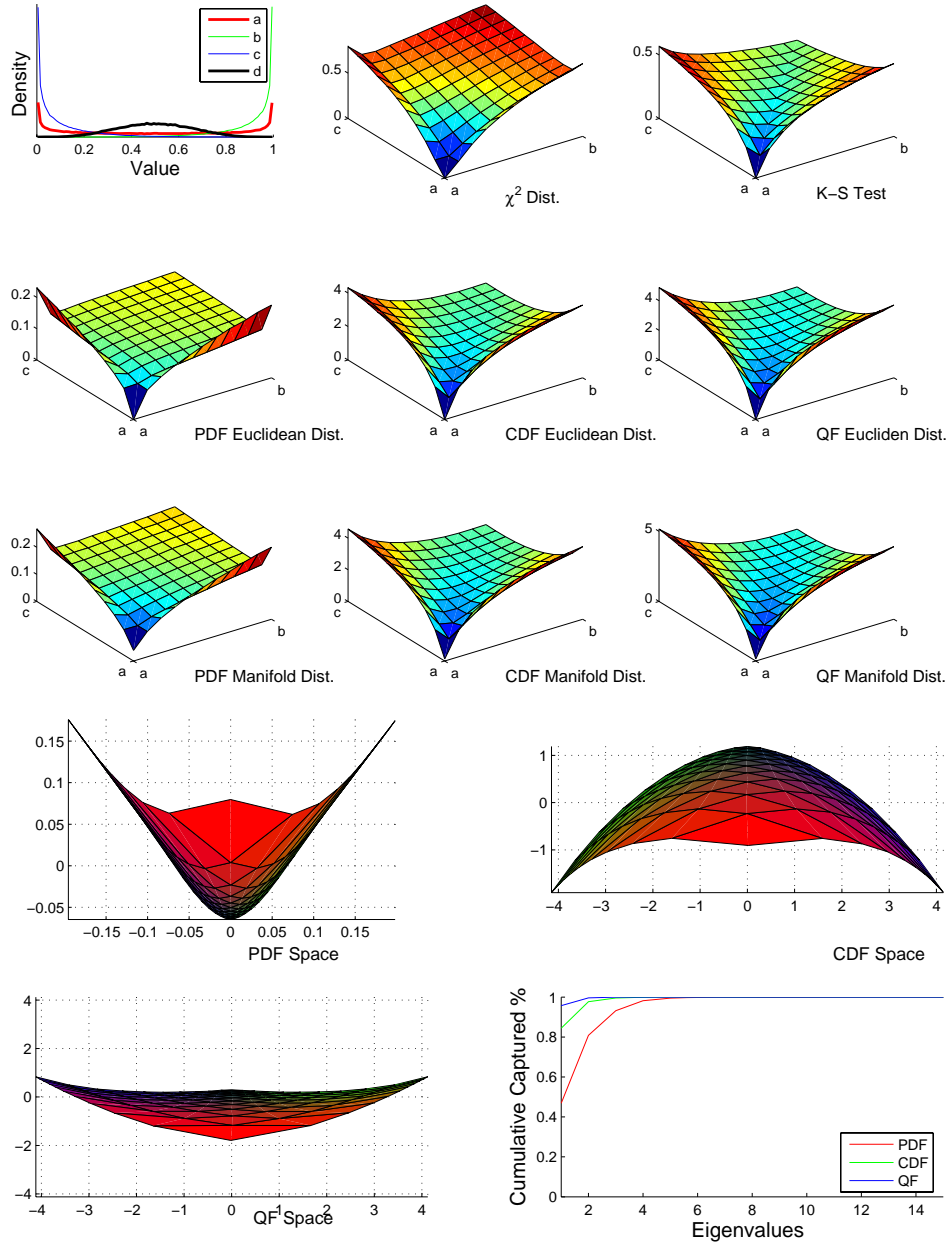 Density
a
b
c
d
0 0.2 0.4 0.6 0.8 1
Value
0.5
0
c
a a
b
χ² Dist.
0.5
0
c
a a
b
K−S Test
0.2
0.1
0
c
a a
b
PDF Euclidean Dist.
4
2
0
c
a a
b
CDF Euclidean Dist.
4
2
0
c
a a
b
QF Eucliden Dist.
0.2
0.1
0
c
a a
b
PDF Manifold Dist.
4
2
0
c
a a
b
CDF Manifold Dist.
5
0
c
a a
b
QF Manifold Dist.
0.15
0.1
0.05
0
−0.05
−0.15 −0.1 −0.05 0 0.05 0.1 0.15
PDF Space
1
0
−1
−4 −3 −2 −1 0 1 2 3 4
CDF Space
4
2
0
−2
−4
−4 −3 −2 −1 0 1 2 3 4
QF Space
Cumulative Captured %
1
0.8
0.6
0.4
0.2
0
2 4 6 8 10 12 14
Eigenvalues
PDF
CDF
QF